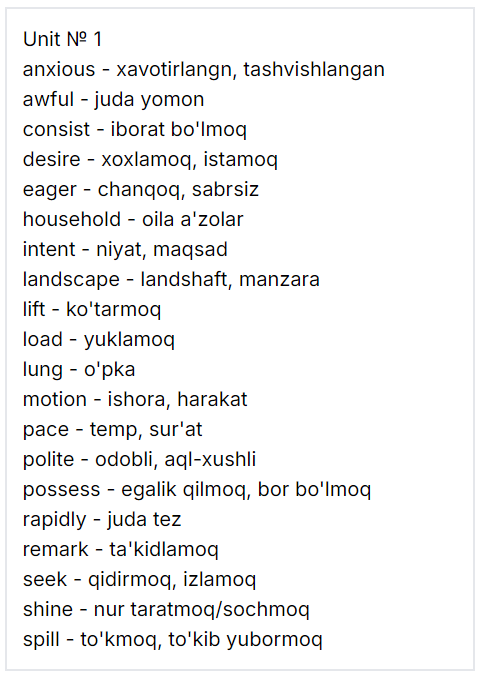 Unit № 1
anxious - xavotirlangn, tashvishlangan
awful - juda yomon
consist - iborat bo'lmoq
desire - xoxlamoq, istamoq
eager - chanqoq, sabrsiz
household - oila a'zolar
intent - niyat, maqsad
landscape - landshaft, manzara
lift - ko'tarmoq
load - yuklamoq
lung - o'pka
motion - ishora, harakat
pace - temp, sur'at
polite - odobli, aql-xushli
possess - egalik qilmoq, bor bo'lmoq
rapidly - juda tez
remark - ta'kidlamoq
seek - qidirmoq, izlamoq
shine - nur taratmoq/sochmoq
spill - to'kmoq, to'kib yubormoq